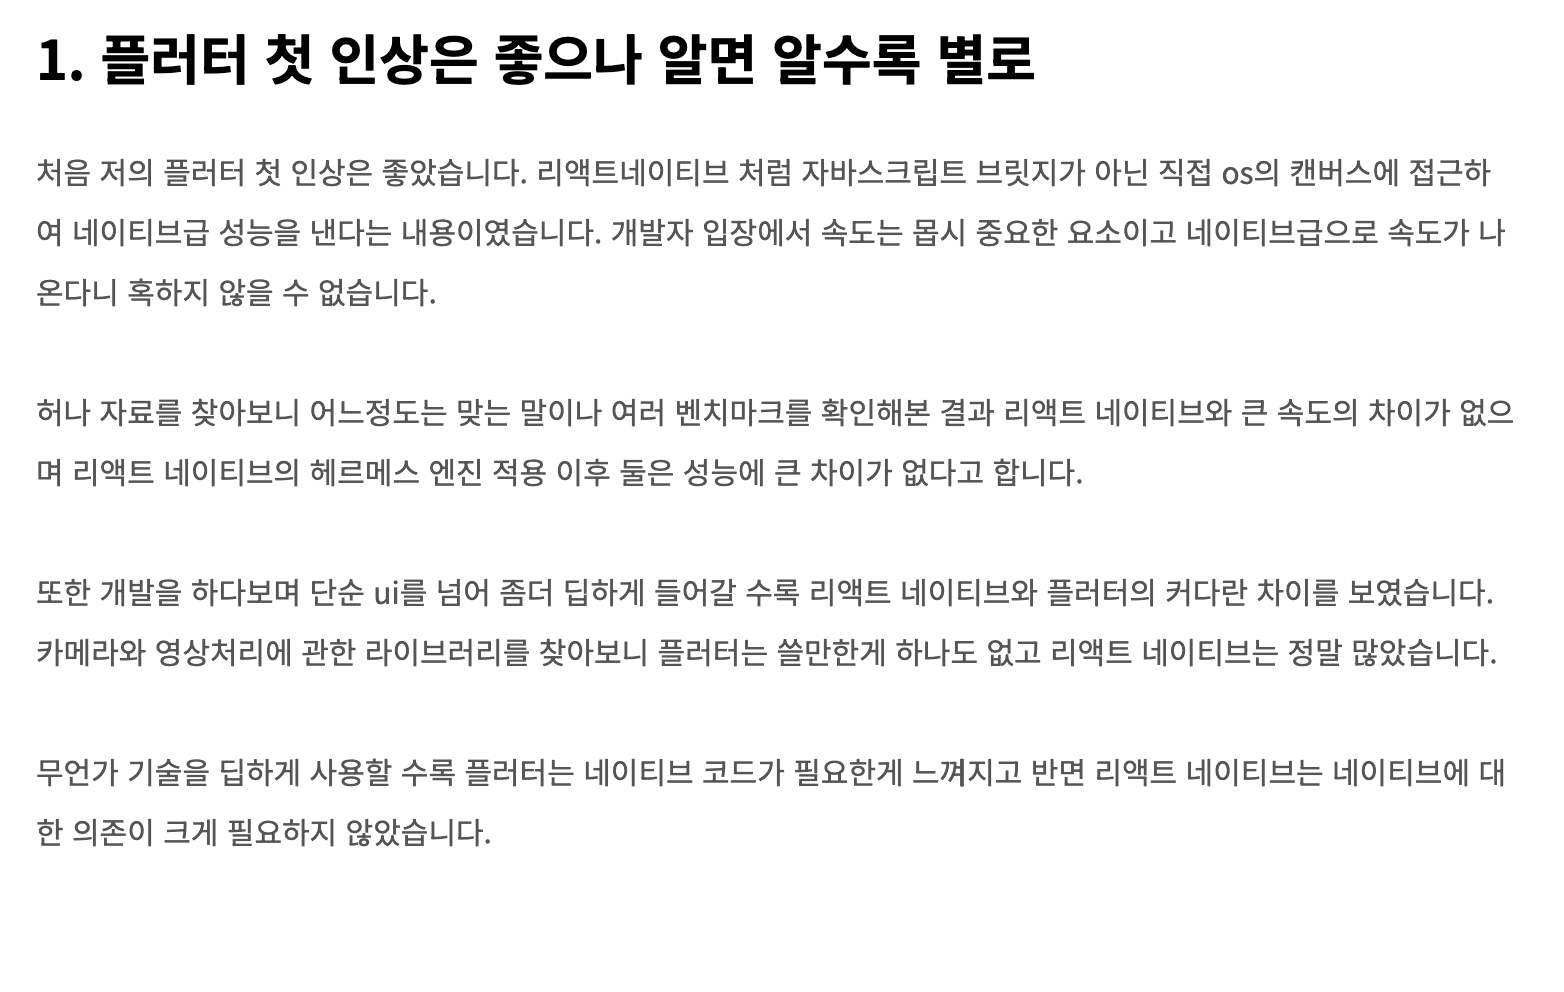 1. 플러터 첫 인상은 좋으나 알면 알수록 별로
처음 저의 플러터 첫 인상은 좋았습니다. 리액트네이티브 처럼 자바스크립트 브릿지가 아닌 직접 os의 캔버스에 접근하
여 네이티브급 성능을 낸다는 내용이였습니다. 개발자 입장에서 속도는 몹시 중요한 요소이고 네이티브급으로 속도가 나
온다니 혹하지 않을 수 없습니다.
허나 자료를 찾아보니 어느정도는 맞는 말이나 여러 벤치마크를 확인해본 결과 리액트 네이티브와 큰 속도의 차이가 없으
며 리액트 네이티브의 헤르메스 엔진 적용 이후 둘은 성능에 큰 차이가 없다고 합니다.
또한 개발을 하다보며 단순 ui를 넘어 좀더 딥하게 들어갈 수록 리액트 네이티브와 플러터의 커다란 차이를 보였습니다.
카메라와 영상처리에 관한 라이브러리를 찾아보니 플러터는 쓸만한게 하나도 없고 리액트 네이티브는 정말 많았습니다.
무언가 기술을 딥하게 사용할 수록 플러터는 네이티브 코드가 필요한게 느껴지고 반면 리액트 네이티브는 네이티브에 대
한 의존이 크게 필요하지 않았습니다.